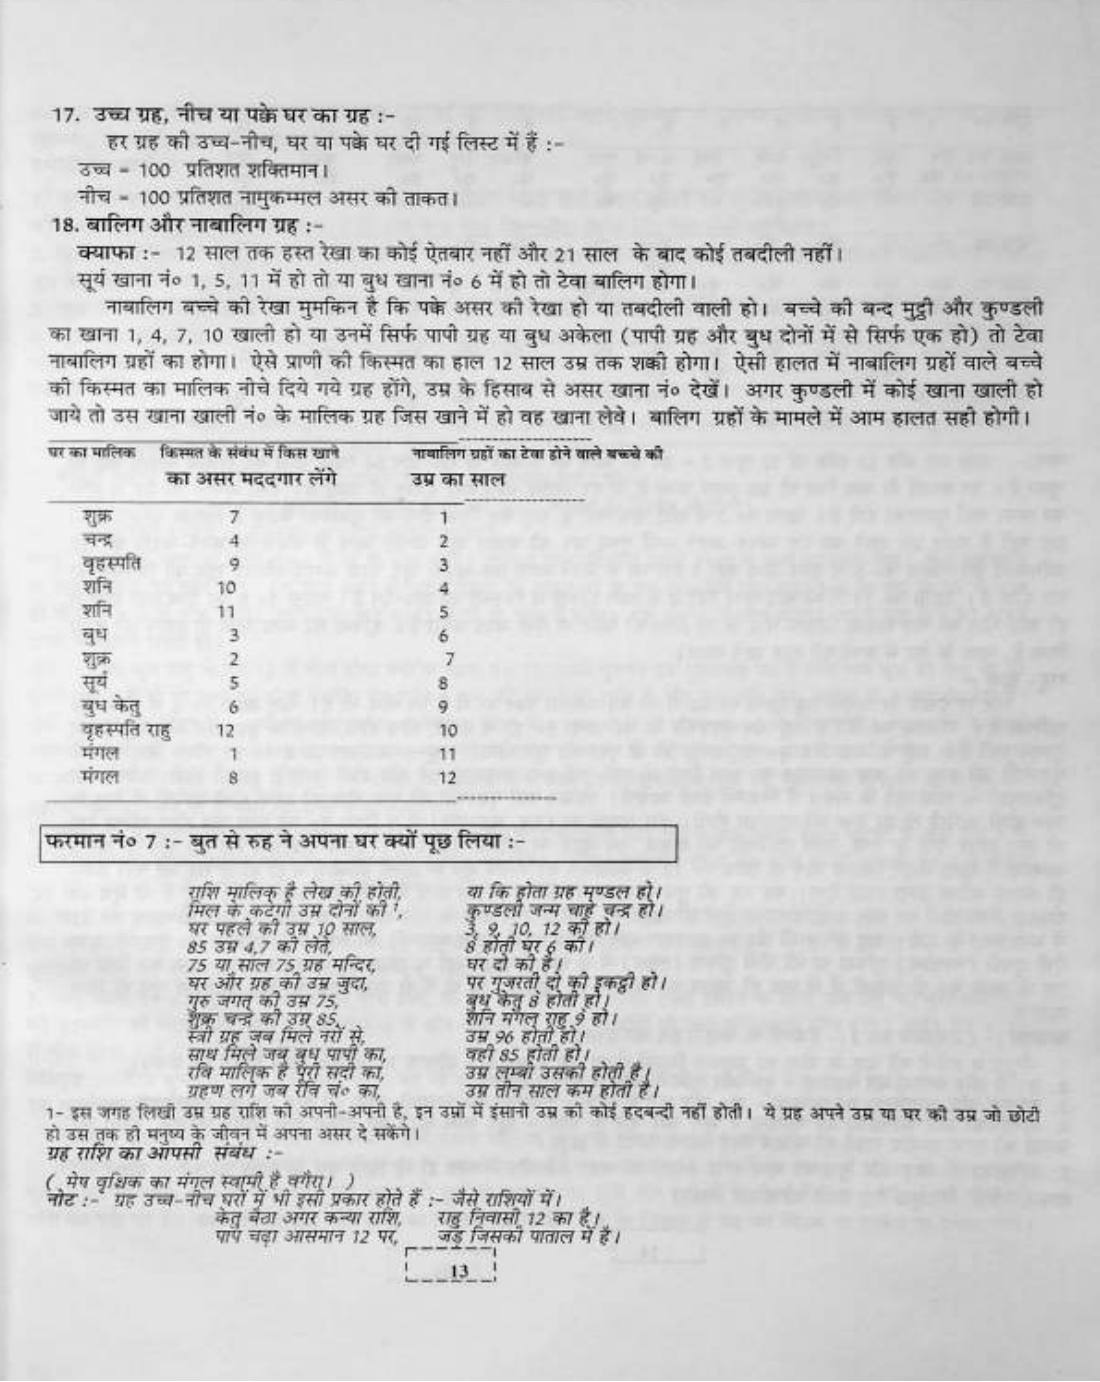 17. उच्च ग्रह, नीच या पक्के घर का ग्रह :-
हर ग्रह की उच्च-नीच, घर या पक्के घर दी गई लिस्ट में हैं :-
उच्च = 100 प्रतिशत शक्तिमान।
नीच = 100 प्रतिशत नामुकम्मल असर की ताकत।
18. बालिग और नाबालिग ग्रह :-
क्याफा :- 12 साल तक हस्त रेखा का कोई ऐतबार नहीं और 21 साल के बाद कोई तबदीली नहीं।
सूर्य खाना नं० 1, 5, 11 में हो तो या बुध खाना नं० 6 में हो तो टेवा बालिग होगा।
नाबालिग बच्चे की रेखा मुमकिन है कि पक्के असर की रेखा हो या तबदीली वाली हो। बच्चे की बन्द मुट्ठी और कुण्डली
का खाना 1, 4, 7, 10 खाली हो या उनमें सिर्फ पापी ग्रह या बुध अकेला (पापी ग्रह और बुध दोनों में से सिर्फ एक हो) तो टेवा
नाबालिग ग्रहों का होगा। ऐसे प्राणी की किस्मत का हाल 12 साल उम्र तक शक्की होगा। ऐसी हालत में नाबालिग ग्रहों वाले बच्चे
की किस्मत का मालिक नीचे दिये गये ग्रह होंगे, उम्र के हिसाब से असर खाना नं० देखें। अगर कुण्डली में कोई खाना खाली हो
जाये तो उस खाना खाली नं० के मालिक ग्रह जिस खाने में हो वह खाना लेवे। बालिग ग्रहों के मामले में आम हालत सही होगी।
घर का मालिक किस्मत के संबंध में किस खाने नाबालिग ग्रहों का टेवा होने वाले बच्चे की
का असर मददगार लेंगे उम्र का साल
शुक्र 7 1
चन्द्र 4 2
वृहस्पति 9 3
शनि 10 4
शनि 11 5
बुध 3 6
शुक्र 2 7
सूर्य 5 8
बुध केतु 6 9
वृहस्पति राहु 12 10
मंगल 1 11
मंगल 8 12
फरमान नं० 7 :- बुत से रुह ने अपना घर क्यों पूछ लिया :-
राशि मालिक है लेख की होती, या कि होता ग्रह मण्डल हो।
मिल के कटेगी उम्र दोनों की ¹, कुण्डली जन्म चाहे चन्द्र हो।
घर पहले की उम्र 10 साल, 3, 9, 10, 12 की हो।
85 उम्र 4,7 की लेते, 8 होती घर 6 की।
75 या साल 75 ग्रह मन्दिर, घर दो की है।
घर और ग्रह की उम्र जुदा, पर गुजरती दो की इकट्ठी हो।
गुरु जगत् की उम्र 75, बुध केतु 8 होती हो।
शुक्र चन्द्र की उम्र 85, शनि मंगल राहु 9 हो।
स्त्री ग्रह जब मिले नरों से, उम्र 96 होती हो।
साथ मिले जब बुध पापी का, वही 85 होती हो।
रवि मालिक है पुरी सदी का, उम्र लम्बी उसकी होती है।
ग्रहण लगे जब रवि चं० का, उम्र तीन साल कम होती है।
1- इस जगह लिखी उम्र ग्रह राशि की अपनी-अपनी है, इन उम्रों में इंसानी उम्र की कोई हदबन्दी नहीं होती। ये ग्रह अपने उम्र या घर की उम्र जो छोटी
हो उस तक ही मनुष्य के जीवन में अपना असर दे सकेंगे।
ग्रह राशि का आपसी संबंध :-
( मेष वृश्चिक का मंगल स्वामी है वगैरा। )
नोट :- ग्रह उच्च-नीच घरों में भी इसी प्रकार होते हैं :- जैसे राशियों में।
केतु बैठा अगर कन्या राशि, राहु निवासी 12 का है।
पाप चढ़ा आसमान 12 पर, जड़ जिसकी पाताल में है।
13